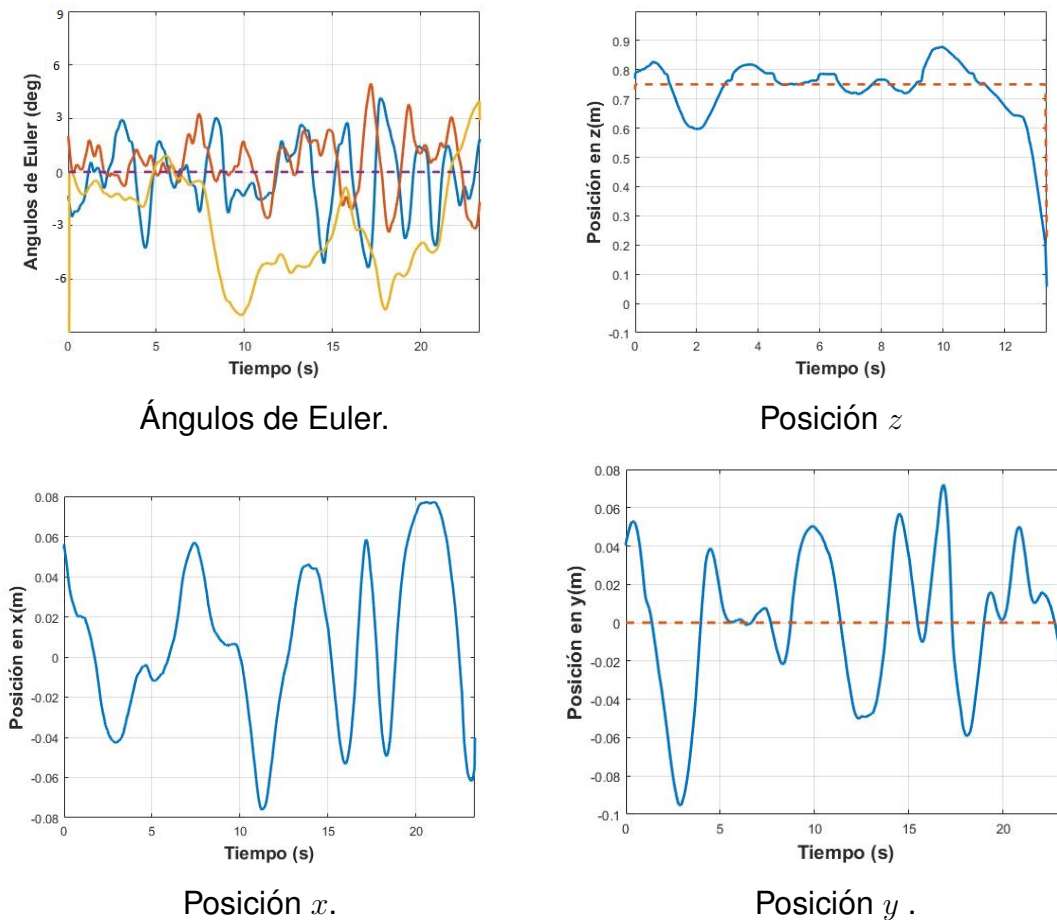 9
6
3
0
-3
-6
Ángulos de Euler (deg)
0 5 10 15 20
Tiempo (s)
Ángulos de Euler.
0.9
0.8
0.7
0.6
0.5
0.4
0.3
0.2
0.1
0
-0.1
Posición en z(m)
0 2 4 6 8 10 12
Tiempo (s)
Posición z
0.08
0.06
0.04
0.02
0
-0.02
-0.04
-0.06
-0.08
Posición en x(m)
0 5 10 15 20
Tiempo (s)
Posición x.
0.08
0.06
0.04
0.02
0
-0.02
-0.04
-0.06
-0.08
-0.1
Posición en y(m)
0 5 10 15 20
Tiempo (s)
Posición y .